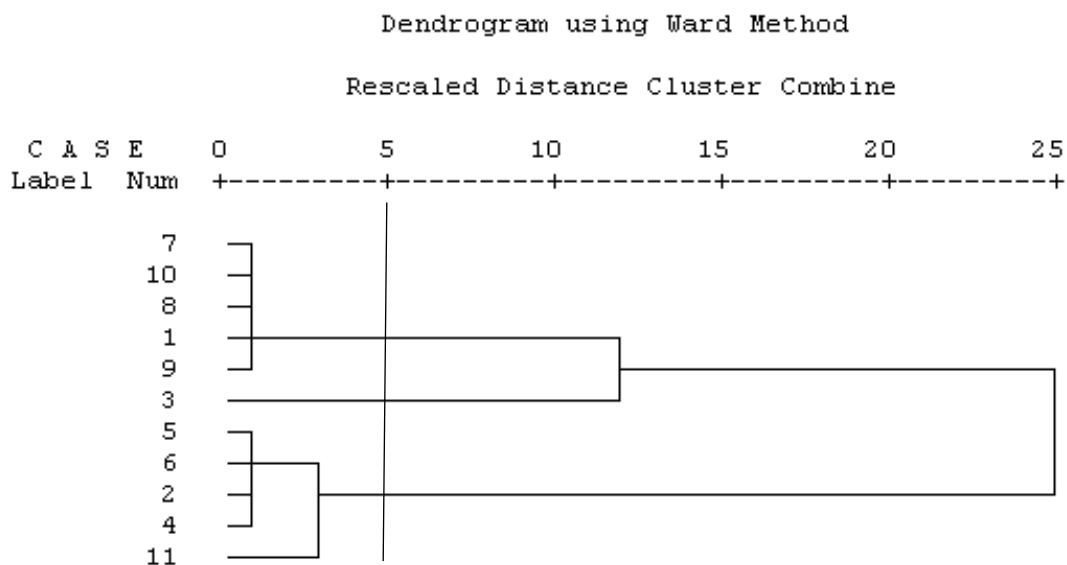 Dendrogram using Ward Method
Rescaled Distance Cluster Combine
C A S E 0 5 10 15 20 25
Label Num +---------+---------+---------+---------+---------+
7
10
8
1
9
3
5
6
2
4
11